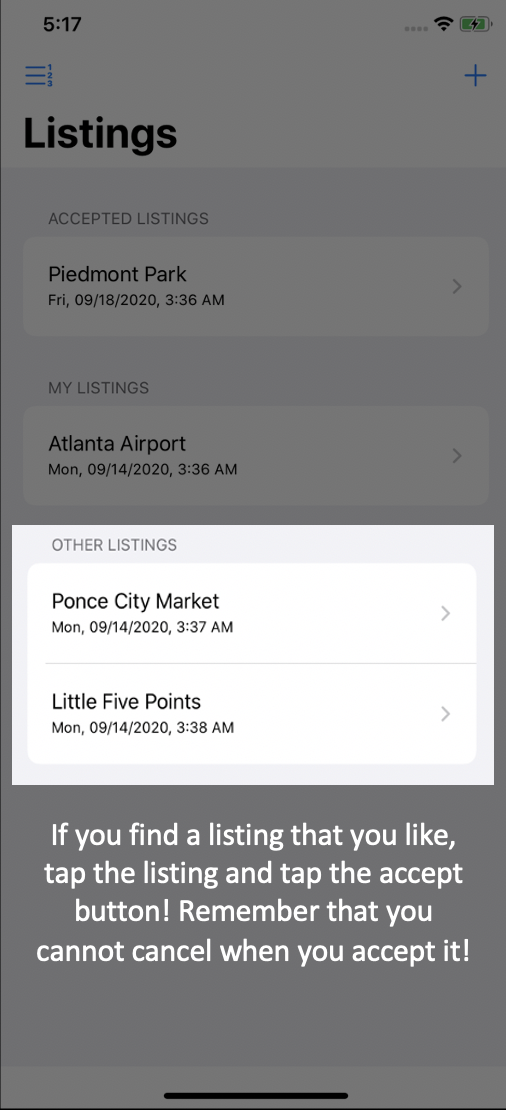 5:17
1
2
3
Listings
ACCEPTED LISTINGS
Piedmont Park
Fri, 09/18/2020, 3:36 AM
MY LISTINGS
Atlanta Airport
Mon, 09/14/2020, 3:36 AM
OTHER LISTINGS
Ponce City Market
Mon, 09/14/2020, 3:37 AM
Little Five Points
Mon, 09/14/2020, 3:38 AM
If you find a listing that you like,
tap the listing and tap the accept
button! Remember that you
cannot cancel when you accept it!